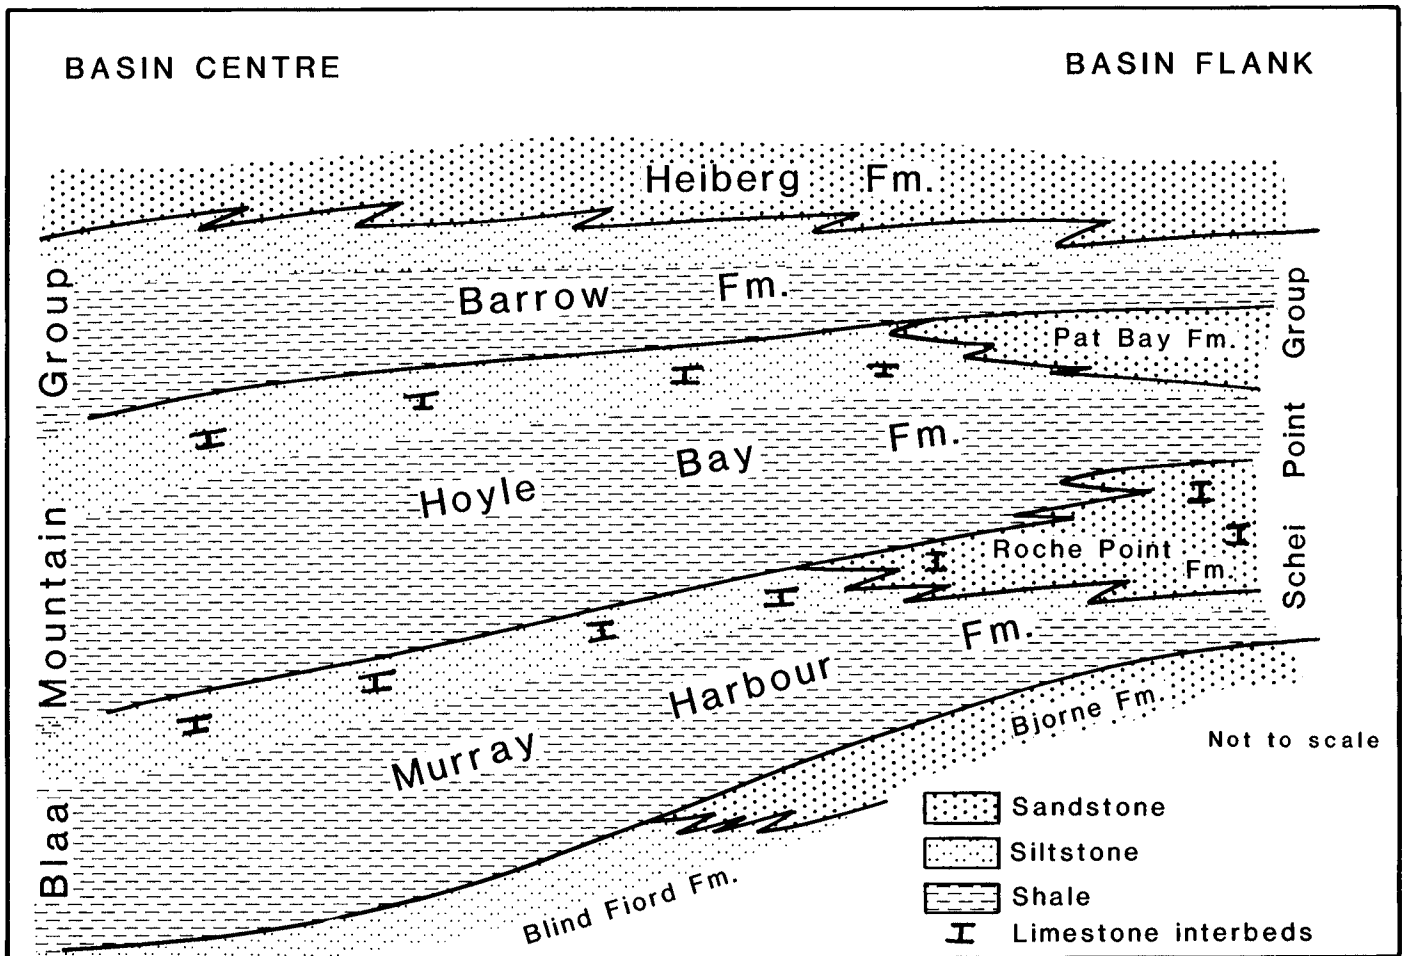 BASIN CENTRE
BASIN FLANK
Heiberg Fm.
Barrow Fm.
Pat Bay Fm.
Hoyle Bay Fm.
Roche Point
Fm.
Murray Harbour Fm.
Bjorne Fm.
Blind Fiord Fm.
Blaa Mountain Group
Schei Point Group
Not to scale
Sandstone
Siltstone
Shale
Limestone interbeds